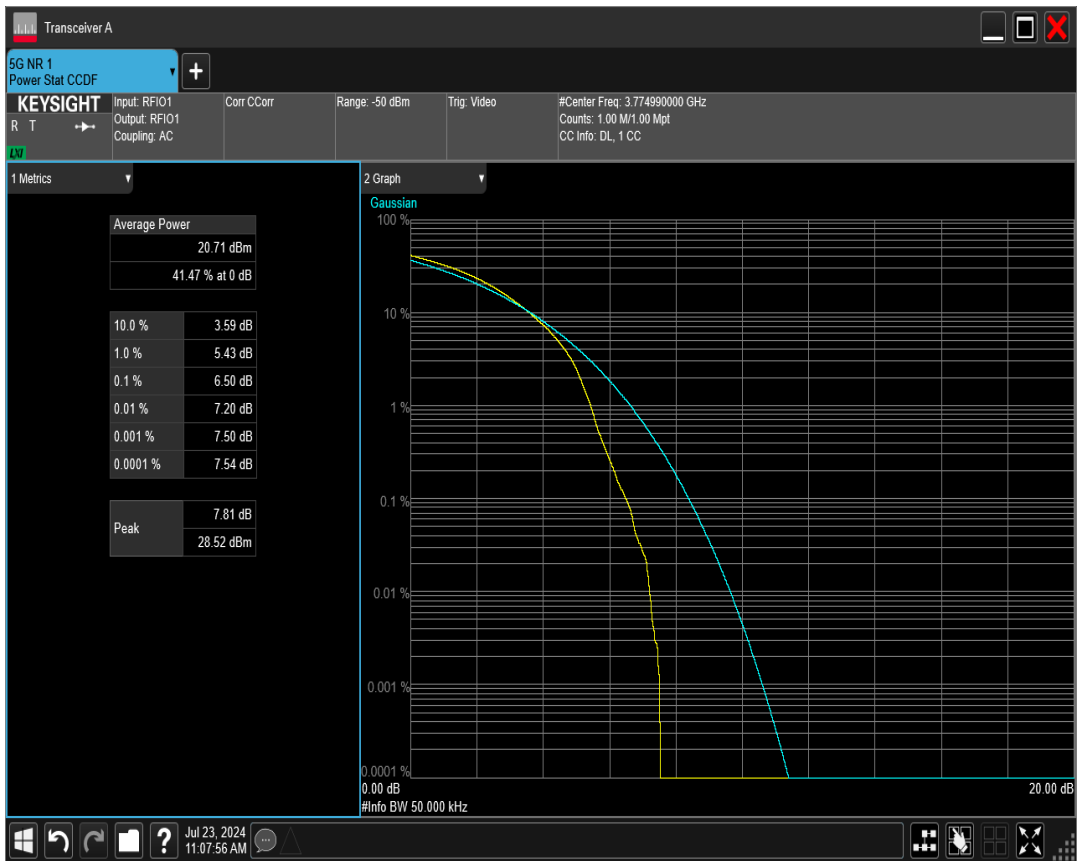 Transceiver A
5G NR 1
Power Stat CCDF
+
KEYSIGHT
R T
LXI
Input: RFIO1
Output: RFIO1
Coupling: AC
Corr CCorr
Range: -50 dBm
Trig: Video
#Center Freq: 3.774990000 GHz
Counts: 1.00 M/1.00 Mpt
CC Info: DL, 1 CC
1 Metrics
Average Power
20.71 dBm
41.47 % at 0 dB
10.0 % 3.59 dB
1.0 % 5.43 dB
0.1 % 6.50 dB
0.01 % 7.20 dB
0.001 % 7.50 dB
0.0001 % 7.54 dB
Peak
7.81 dB
28.52 dBm
2 Graph
Gaussian
100 %
10 %
1 %
0.1 %
0.01 %
0.001 %
0.0001 %
0.00 dB 20.00 dB
#Info BW 50.000 kHz
?
Jul 23, 2024
11:07:56 AM